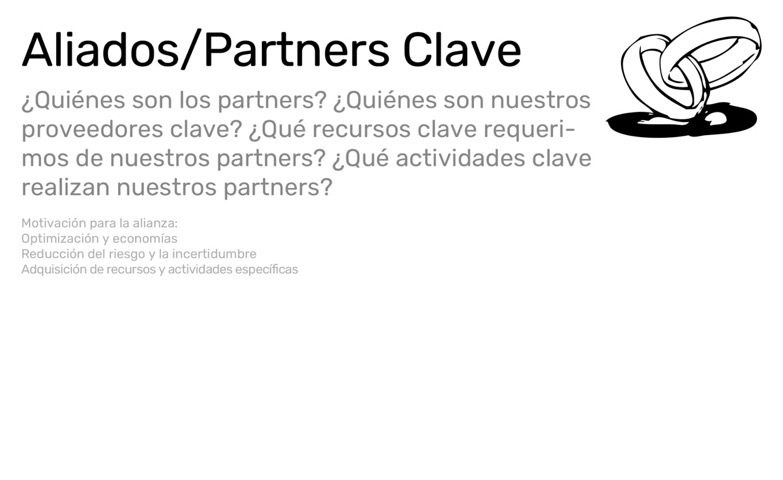 Aliados/Partners Clave
¿Quiénes son los partners? ¿Quiénes son nuestros
proveedores clave? ¿Qué recursos clave requeri-
mos de nuestros partners? ¿Qué actividades clave
realizan nuestros partners?
Motivación para la alianza:
Optimización y economías
Reducción del riesgo y la incertidumbre
Adquisición de recursos y actividades específicas